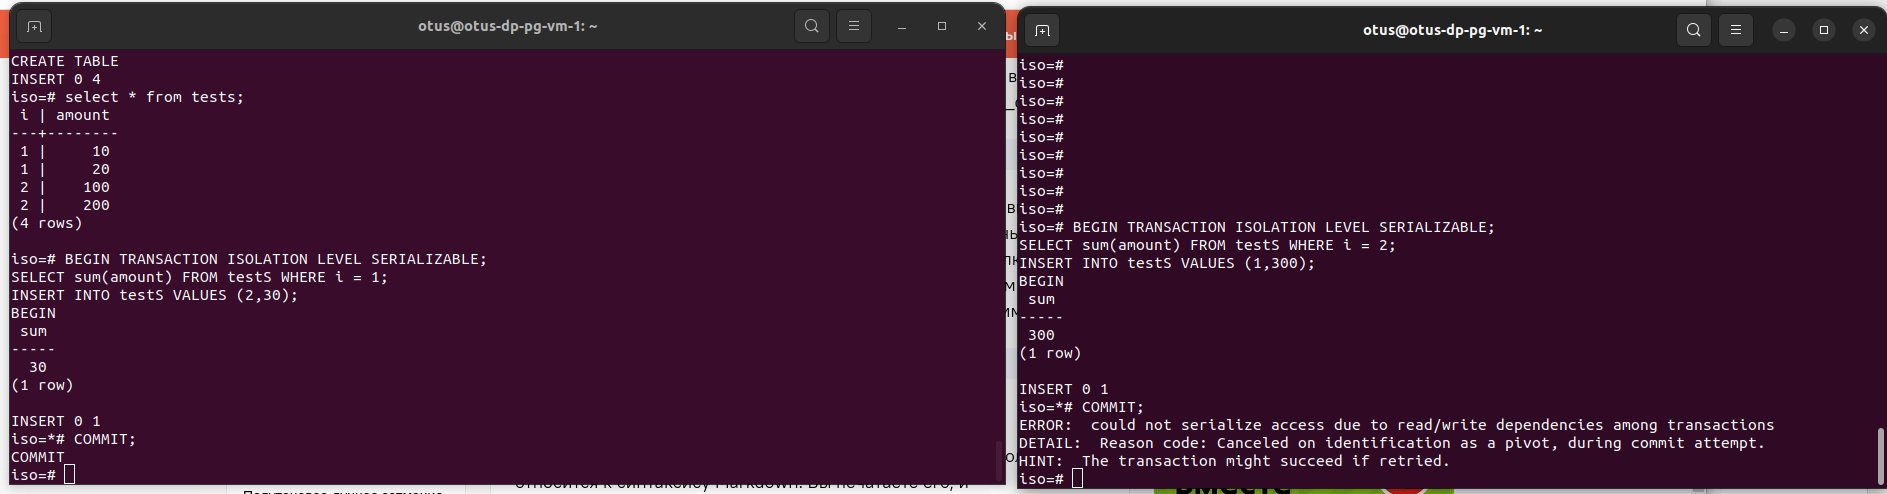 otus@otus-dp-pg-vm-1: ~
CREATE TABLE
INSERT 0 4
iso=# select * from tests;
 i | amount
---+--------
 1 |     10
 1 |     20
 2 |    100
 2 |    200
(4 rows)
iso=# BEGIN TRANSACTION ISOLATION LEVEL SERIALIZABLE;
SELECT sum(amount) FROM testS WHERE i = 1;
INSERT INTO testS VALUES (2,30);
BEGIN
 sum
-----
  30
(1 row)
INSERT 0 1
iso=*# COMMIT;
COMMIT
iso=#
otus@otus-dp-pg-vm-1: ~
iso=#
iso=#
iso=#
iso=#
iso=#
iso=#
iso=#
iso=#
iso=#
iso=# BEGIN TRANSACTION ISOLATION LEVEL SERIALIZABLE;
SELECT sum(amount) FROM testS WHERE i = 2;
INSERT INTO testS VALUES (1,300);
BEGIN
 sum
-----
 300
(1 row)
INSERT 0 1
iso=*# COMMIT;
ERROR:  could not serialize access due to read/write dependencies among transactions
DETAIL:  Reason code: Canceled on identification as a pivot, during commit attempt.
HINT:  The transaction might succeed if retried.
iso=#